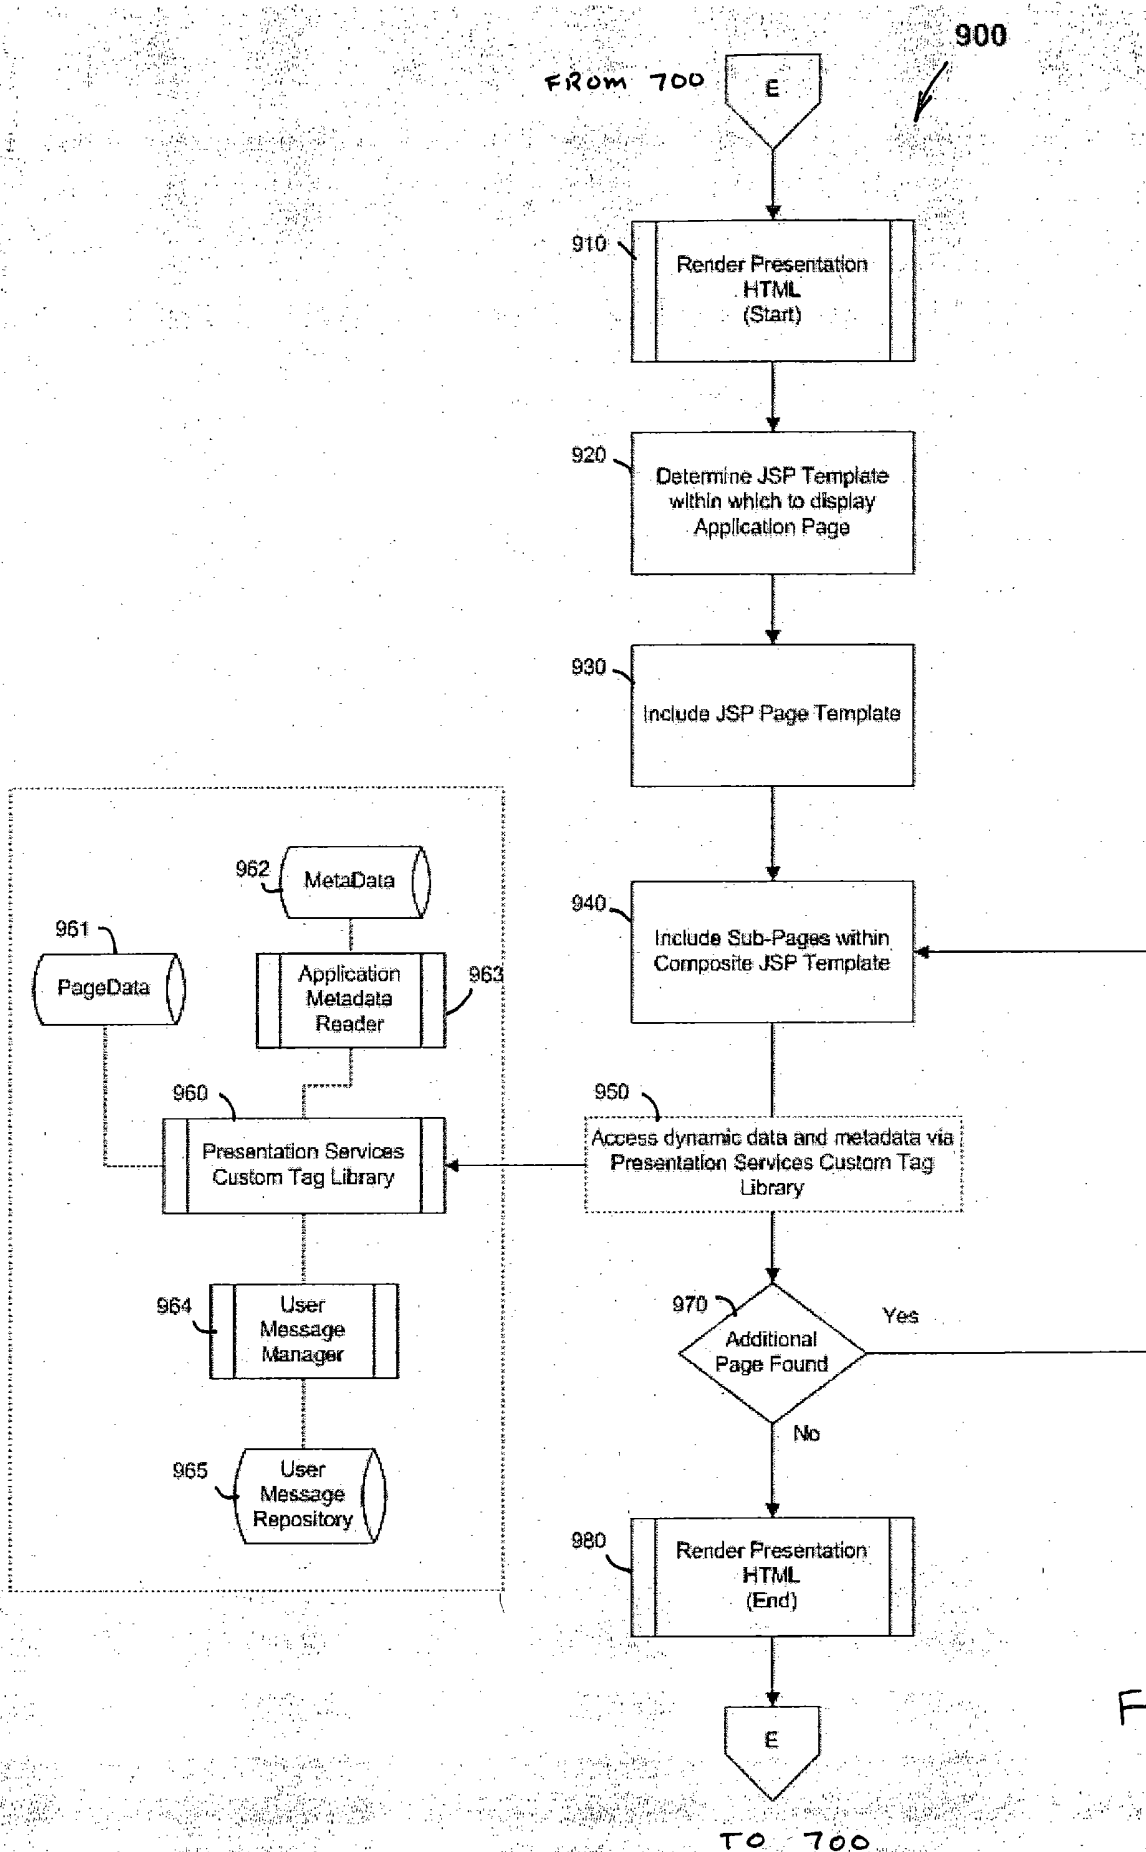 900
FROM 700
E
910
Render Presentation
HTML
(Start)
920
Determine JSP Template
within which to display
Application Page
930
Include JSP Page Template
940
Include Sub-Pages within
Composite JSP Template
962
MetaData
961
PageData
Application
Metadata
Reader
963
960
Presentation Services
Custom Tag Library
950
Access dynamic data and metadata via
Presentation Services Custom Tag
Library
964
User
Message
Manager
970
Additional
Page Found
Yes
No
965
User
Message
Repository
980
Render Presentation
HTML
(End)
F
E
TO 700